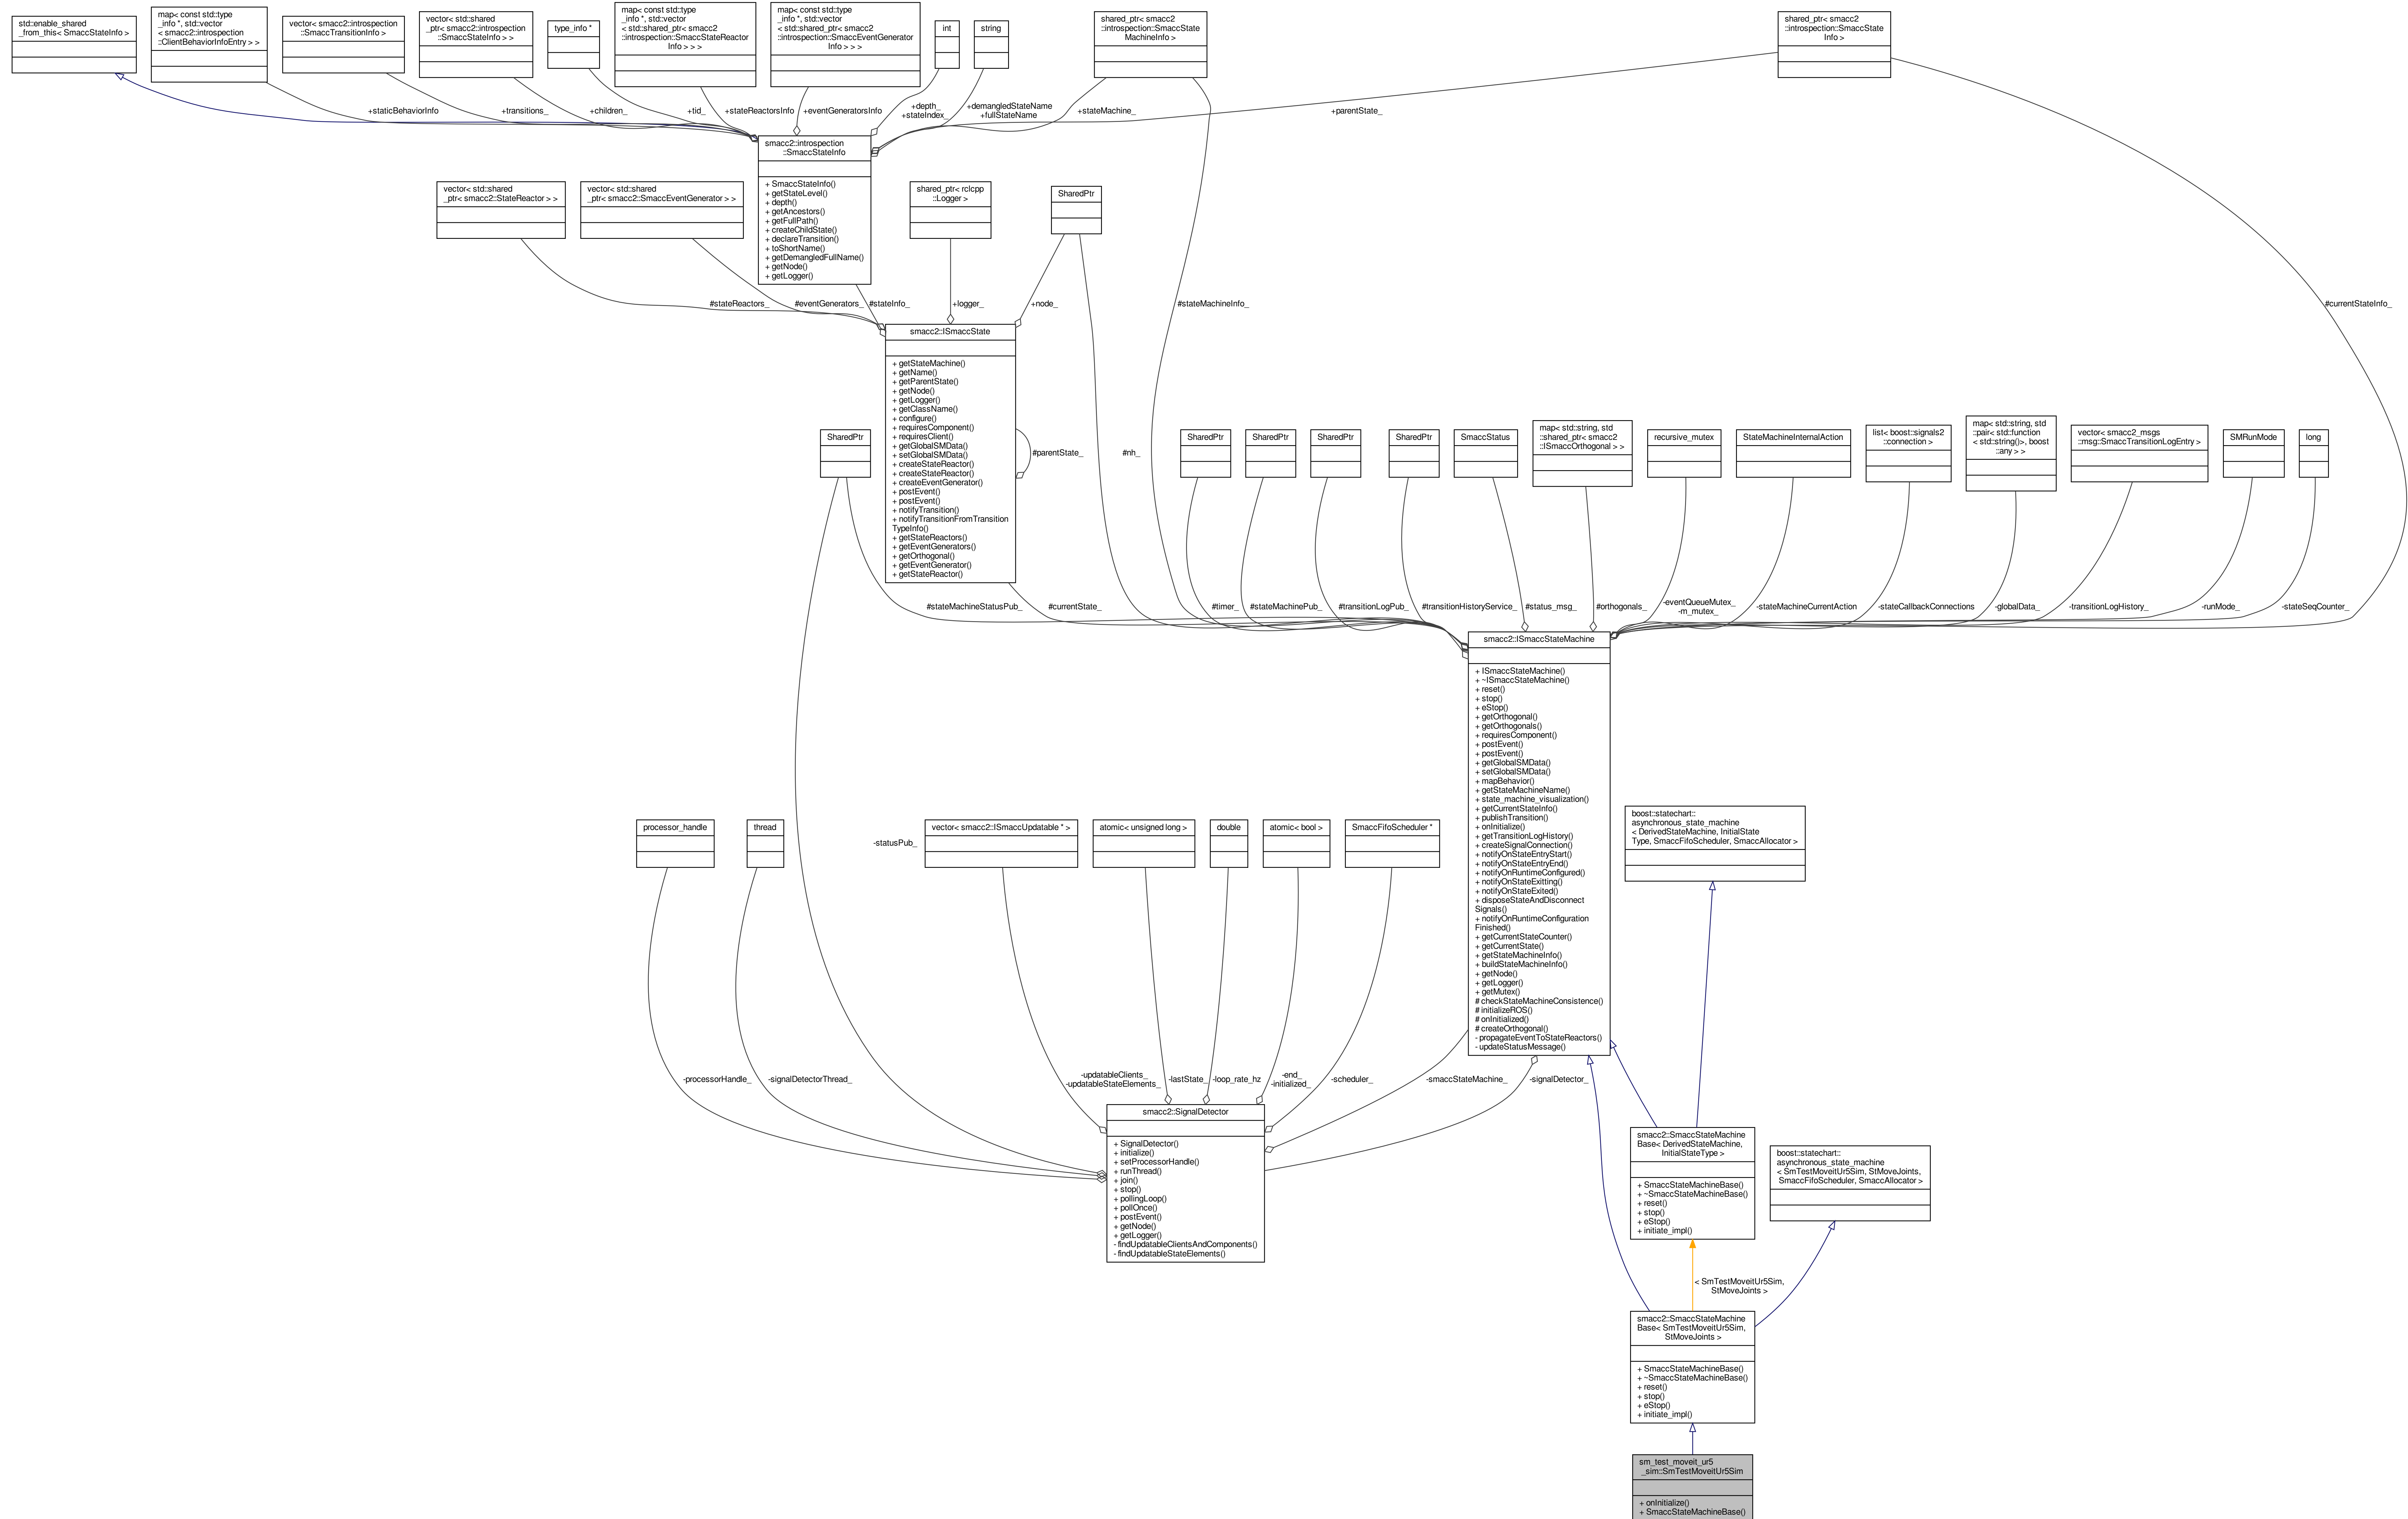 std::enable_shared
_from_this< SmaccStateInfo >
map< const std::type
_info *, std::vector
< smacc2::introspection
::ClientBehaviorInfoEntry > >
vector< smacc2::introspection
::SmaccTransitionInfo >
vector< std::shared
_ptr< smacc2::introspection
::SmaccStateInfo > >
type_info *
map< const std::type
_info *, std::vector
< std::shared_ptr< smacc2
::introspection::SmaccStateReactor
Info > > >
map< const std::type
_info *, std::vector
< std::shared_ptr< smacc2
::introspection::SmaccEventGenerator
Info > > >
int
string
shared_ptr< smacc2
::introspection::SmaccState
MachineInfo >
shared_ptr< smacc2
::introspection::SmaccState
Info >
+staticBehaviorInfo
+transitions_
+children_
+tid_
+stateReactorsInfo
+eventGeneratorsInfo
+depth_
+stateIndex_
+demangledStateName
+fullStateName
+stateMachine_
+parentState_
smacc2::introspection
::SmaccStateInfo
+ SmaccStateInfo()
+ getStateLevel()
+ depth()
+ getAncestors()
+ getFullPath()
+ createChildState()
+ declareTransition()
+ toShortName()
+ getDemangledFullName()
+ getNode()
+ getLogger()
vector< std::shared
_ptr< smacc2::StateReactor > >
vector< std::shared
_ptr< smacc2::SmaccEventGenerator > >
shared_ptr< rclcpp
::Logger >
SharedPtr
#stateReactors_
#eventGenerators_
#stateInfo_
+logger_
+node_
#stateMachineInfo_
#currentStateInfo_
smacc2::ISmaccState
+ getStateMachine()
+ getName()
+ getParentState()
+ getNode()
+ getLogger()
+ getClassName()
+ configure()
+ requiresComponent()
+ requiresClient()
+ getGlobalSMData()
+ setGlobalSMData()
+ createStateReactor()
+ createStateReactor()
+ createEventGenerator()
+ postEvent()
+ postEvent()
+ notifyTransition()
+ notifyTransitionFromTransition
TypeInfo()
+ getStateReactors()
+ getEventGenerators()
+ getOrthogonal()
+ getEventGenerator()
+ getStateReactor()
#parentState_
#nh_
SharedPtr
SharedPtr
SharedPtr
SharedPtr
SharedPtr
SmaccStatus
map< std::string, std
::shared_ptr< smacc2
::ISmaccOrthogonal > >
recursive_mutex
StateMachineInternalAction
list< boost::signals2
::connection >
map< std::string, std
::pair< std::function
< std::string()>, boost
::any > >
vector< smacc2_msgs
::msg::SmaccTransitionLogEntry >
SMRunMode
long
#stateMachineStatusPub_
#currentState_
#timer_
#stateMachinePub_
#transitionLogPub_
#transitionHistoryService_
#status_msg_
#orthogonals_
-eventQueueMutex_
-m_mutex_
-stateMachineCurrentAction
-stateCallbackConnections
-globalData_
-transitionLogHistory_
-runMode_
-stateSeqCounter_
smacc2::ISmaccStateMachine
+ ISmaccStateMachine()
+ ~ISmaccStateMachine()
+ reset()
+ stop()
+ eStop()
+ getOrthogonal()
+ getOrthogonals()
+ requiresComponent()
+ postEvent()
+ postEvent()
+ getGlobalSMData()
+ setGlobalSMData()
+ mapBehavior()
+ getStateMachineName()
+ state_machine_visualization()
+ getCurrentStateInfo()
+ publishTransition()
+ onInitialize()
+ getTransitionLogHistory()
+ createSignalConnection()
+ notifyOnStateEntryStart()
+ notifyOnStateEntryEnd()
+ notifyOnRuntimeConfigured()
+ notifyOnStateExitting()
+ notifyOnStateExited()
+ disposeStateAndDisconnect
Signals()
+ notifyOnRuntimeConfiguration
Finished()
+ getCurrentStateCounter()
+ getCurrentState()
+ getStateMachineInfo()
+ buildStateMachineInfo()
+ getNode()
+ getLogger()
+ getMutex()
# checkStateMachineConsistence()
# initializeROS()
# onInitialized()
# createOrthogonal()
- propagateEventToStateReactors()
- updateStatusMessage()
processor_handle
thread
-statusPub_
vector< smacc2::ISmaccUpdatable * >
atomic< unsigned long >
double
atomic< bool >
SmaccFifoScheduler *
boost::statechart::
asynchronous_state_machine
< DerivedStateMachine, InitialState
Type, SmaccFifoScheduler, SmaccAllocator >
-processorHandle_
-signalDetectorThread_
-updatableClients_
-updatableStateElements_
-lastState_
-loop_rate_hz
-end_
-initialized_
-scheduler_
-smaccStateMachine_
-signalDetector_
smacc2::SignalDetector
+ SignalDetector()
+ initialize()
+ setProcessorHandle()
+ runThread()
+ join()
+ stop()
+ pollingLoop()
+ pollOnce()
+ postEvent()
+ getNode()
+ getLogger()
- findUpdatableClientsAndComponents()
- findUpdatableStateElements()
smacc2::SmaccStateMachine
Base< DerivedStateMachine,
InitialStateType >
+ SmaccStateMachineBase()
+ ~SmaccStateMachineBase()
+ reset()
+ stop()
+ eStop()
+ initiate_impl()
boost::statechart::
asynchronous_state_machine
< SmTestMoveitUr5Sim, StMoveJoints,
SmaccFifoScheduler, SmaccAllocator >
< SmTestMoveitUr5Sim,
StMoveJoints >
smacc2::SmaccStateMachine
Base< SmTestMoveitUr5Sim,
StMoveJoints >
+ SmaccStateMachineBase()
+ ~SmaccStateMachineBase()
+ reset()
+ stop()
+ eStop()
+ initiate_impl()
sm_test_moveit_ur5
_sim::SmTestMoveitUr5Sim
+ onInitialize()
+ SmaccStateMachineBase()